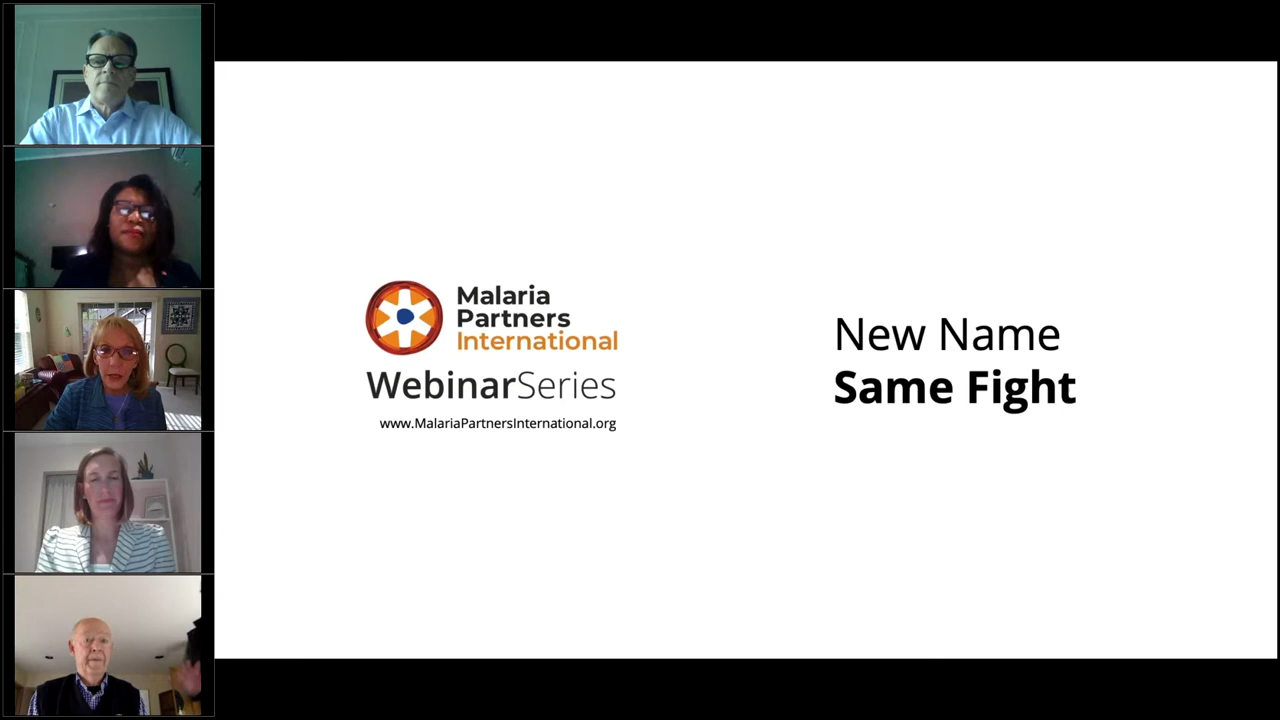 Malaria
Partners
International
WebinarSeries
www.MalariaPartnersInternational.org
New Name
Same Fight